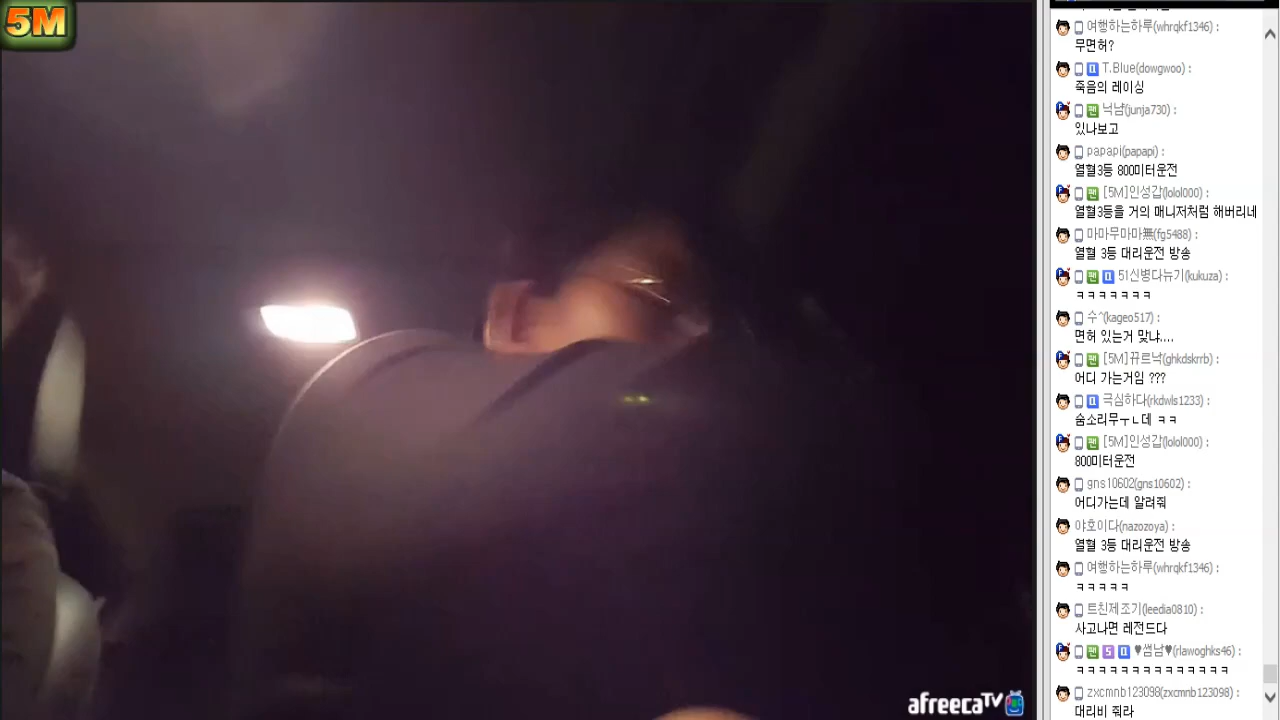 5M
여행하는하루(whrqkf1346) :
무면허?
T.Blue(dowgwoo) :
죽음의 레이싱
닉냠(junja730) :
있나보고
papapi(papapi) :
열혈3등 800미터운전
[5M]인성갑(lolol000) :
열혈3등을 거의 매니저처럼 해버리네
마마무마마無(fg5488) :
열혈 3등 대리운전 방송
51신병다뉴기(kukuza) :
ㅋㅋㅋㅋㅋㅋㅋ
수^(kageo517) :
면허 있는거 맞냐....
[5M]뀨르낙(ghkdskrrb) :
어디 가는거임 ???
극심하다(rkdwls1233) :
숨소리무ㅜㄴ데 ㅋㅋ
[5M]인성갑(lolol000) :
800미터운전
gns10602(gns10602) :
어디가는데 알려줘
야호이다(nazozoya) :
열혈 3등 대리운전 방송
여행하는하루(whrqkf1346) :
ㅋㅋㅋㅋㅋ
트친제조기(leedia0810) :
사고나면 레전드다
♥썸남♥(rlawoghks46) :
ㅋㅋㅋㅋㅋㅋㅋㅋㅋㅋㅋㅋㅋㅋ
zxcmnb123098(zxcmnb123098) :
대리비 줘라
afreecaTV